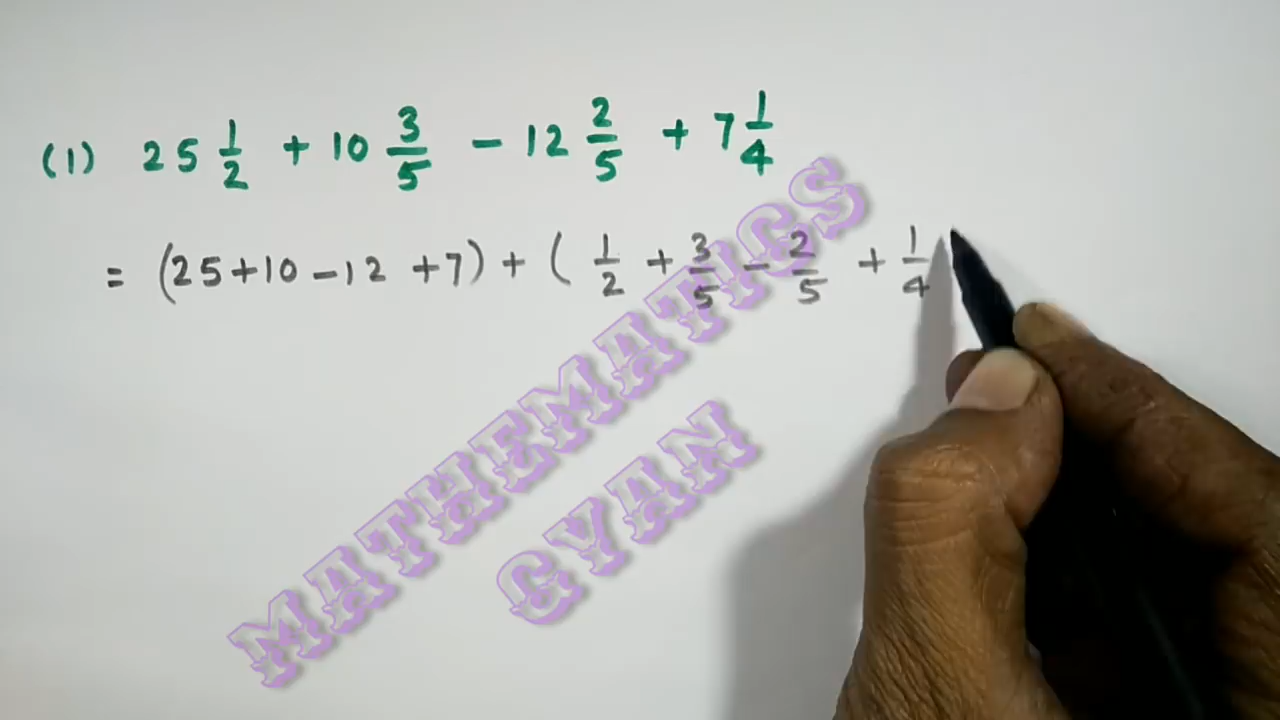 (1) 25 1/2 + 10 3/5 - 12 2/5 + 7 1/4
= (25+10-12+7) + ( 1/2 + 3/5 - 2/5 + 1/4
MATHEMATICS
GYAN